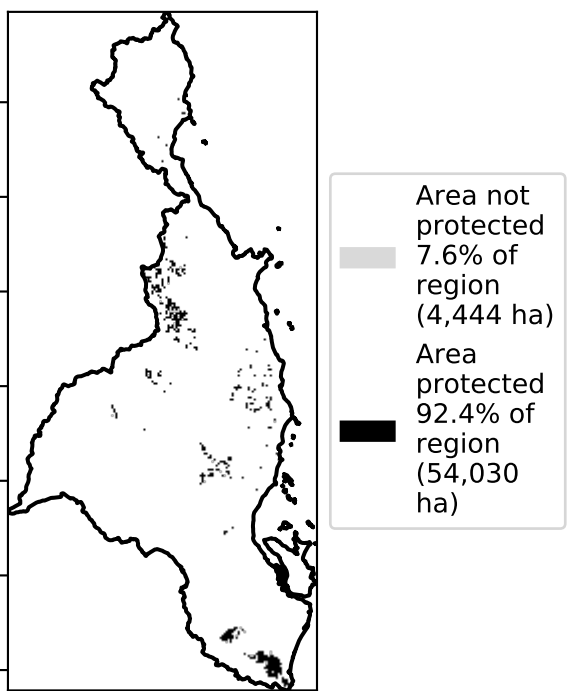 Area not
protected
7.6% of
region
(4,444 ha)
Area
protected
92.4% of
region
(54,030
ha)